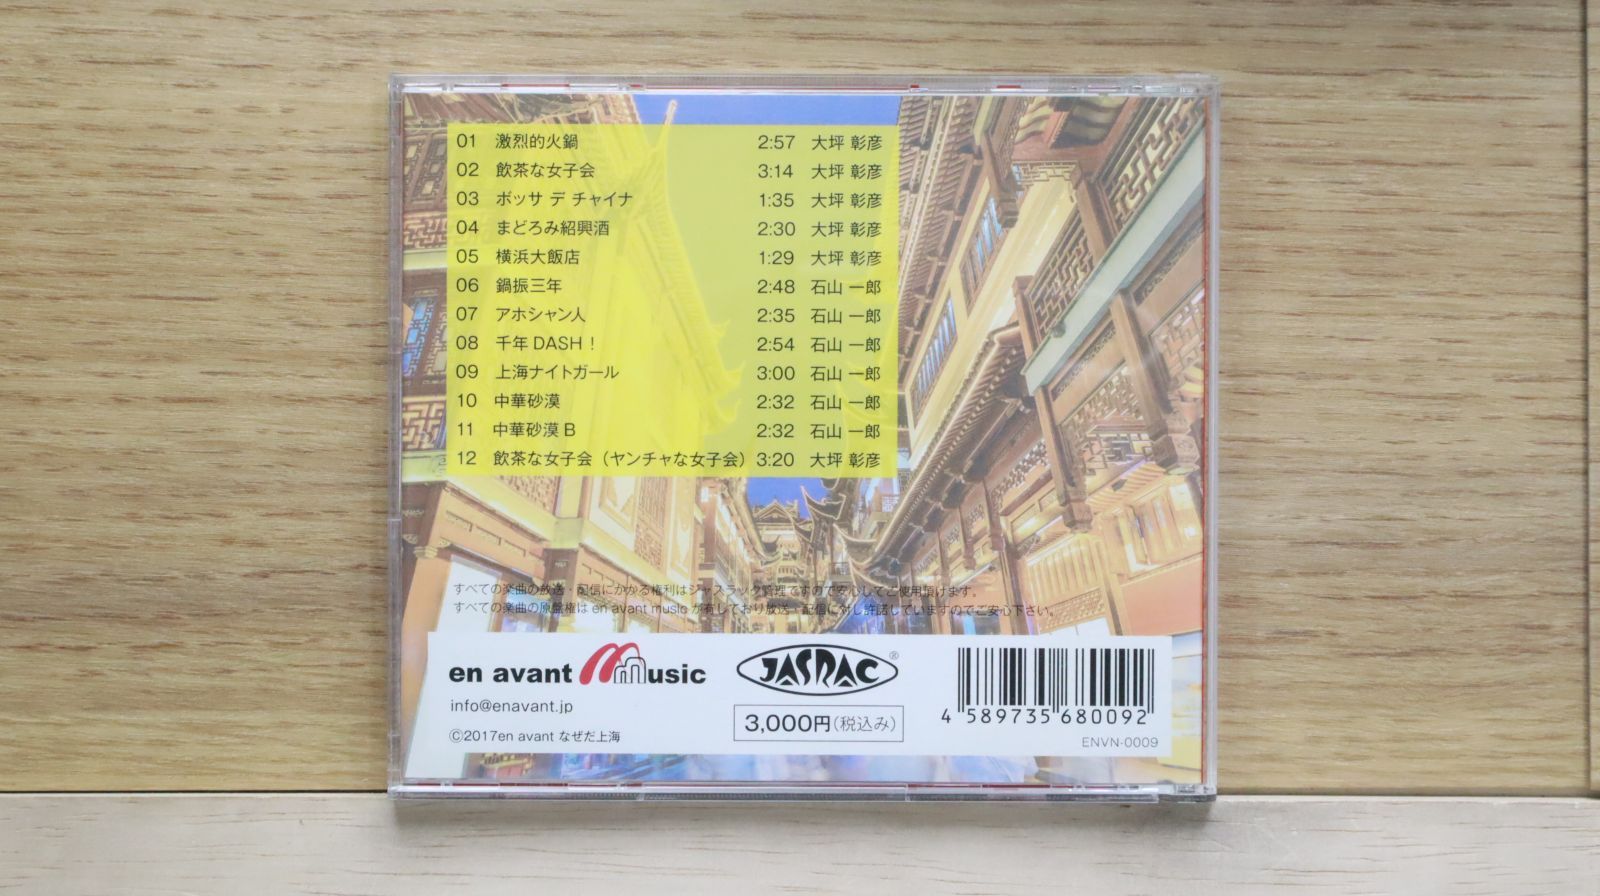 01 激烈的火鍋 2:57 大坪 彰彦
02 飲茶な女子会 3:14 大坪 彰彦
03 ボッサ デ チャイナ 1:35 大坪 彰彦
04 まどろみ紹興酒 2:30 大坪 彰彦
05 横浜大飯店 1:29 大坪 彰彦
06 鍋振三年 2:48 石山 一郎
07 アホシャン人 2:35 石山 一郎
08 千年 DASH！ 2:54 石山 一郎
09 上海ナイトガール 3:00 石山 一郎
10 中華砂漠 2:32 石山 一郎
11 中華砂漠 B 2:32 石山 一郎
12 飲茶な女子会（ヤンチャな女子会） 3:20 大坪 彰彦
すべての楽曲の放送・配信にかかる権利はジャスラック管理ですので安心してご使用頂けます。
すべての楽曲の原盤権は en avant music が有しており放送・配信に対し許諾していますのでご安心下さい。
en avant music
JASRAC ®
info@enavant.jp
3,000円(税込み)
4 589735 680092
©2017en avant なぜだ上海
ENVN-0009